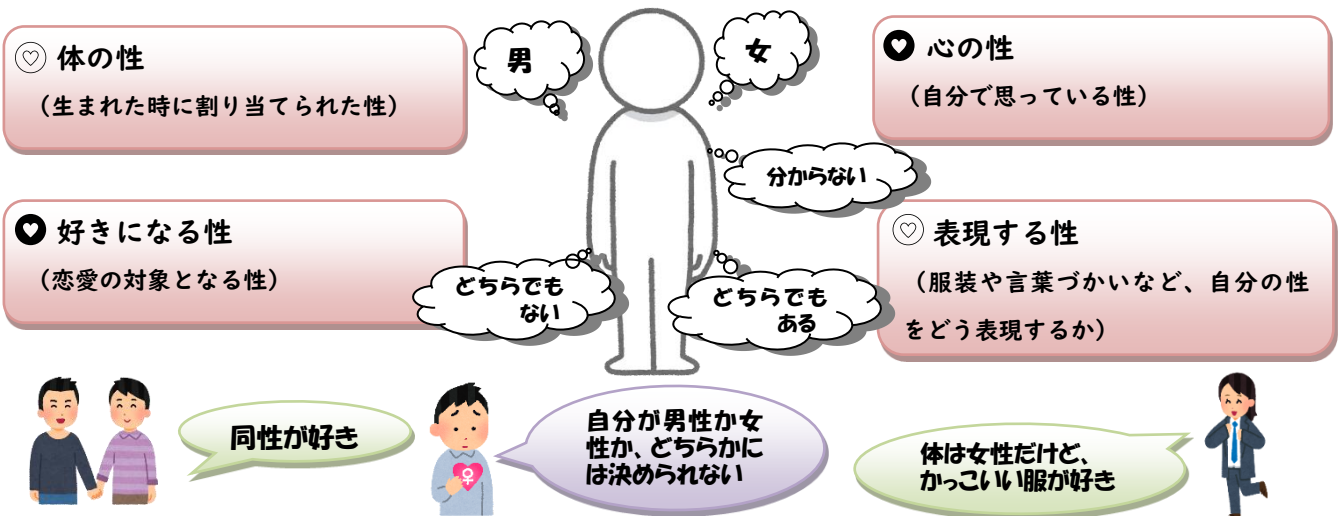 体の性
（生まれた時に割り当てられた性）
男
女
心の性
（自分で思っている性）
分からない
好きになる性
（恋愛の対象となる性）
どちらでも
ない
どちらでも
ある
表現する性
（服装や言葉づかいなど、自分の性
をどう表現するか）
同性が好き
自分が男性か女
性か、どちらかに
は決められない
体は女性だけど、
かっこいい服が好き